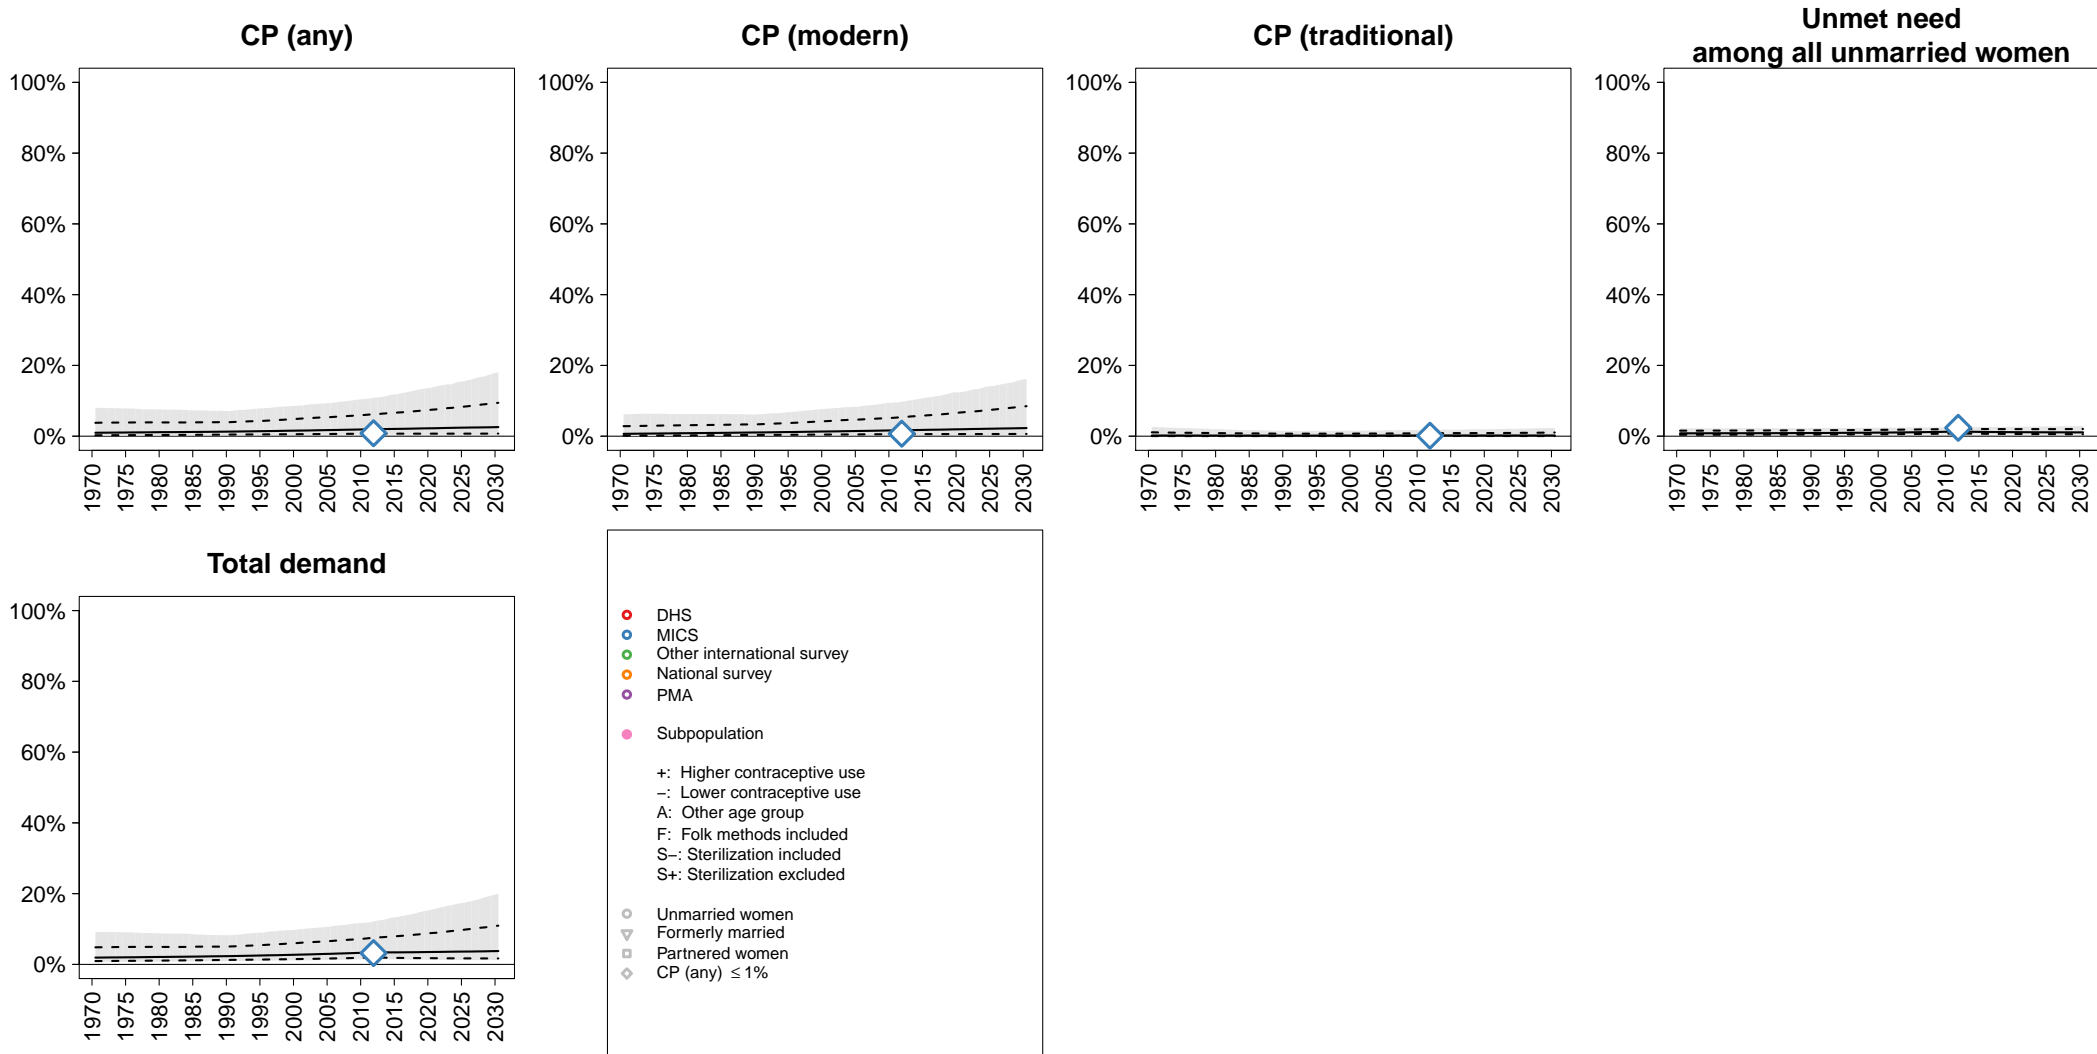 CP (any)
100%
80%
60%
40%
20%
0%
1970 1975 1980 1985 1990 1995 2000 2005 2010 2015 2020 2025 2030
CP (modern)
100%
80%
60%
40%
20%
0%
1970 1975 1980 1985 1990 1995 2000 2005 2010 2015 2020 2025 2030
CP (traditional)
100%
80%
60%
40%
20%
0%
1970 1975 1980 1985 1990 1995 2000 2005 2010 2015 2020 2025 2030
Unmet need
among all unmarried women
100%
80%
60%
40%
20%
0%
1970 1975 1980 1985 1990 1995 2000 2005 2010 2015 2020 2025 2030
Total demand
100%
80%
60%
40%
20%
0%
1970 1975 1980 1985 1990 1995 2000 2005 2010 2015 2020 2025 2030
DHS
MICS
Other international survey
National survey
PMA
Subpopulation
+: Higher contraceptive use
−: Lower contraceptive use
A: Other age group
F: Folk methods included
S−: Sterilization included
S+: Sterilization excluded
Unmarried women
Formerly married
Partnered women
CP (any) ≤ 1%